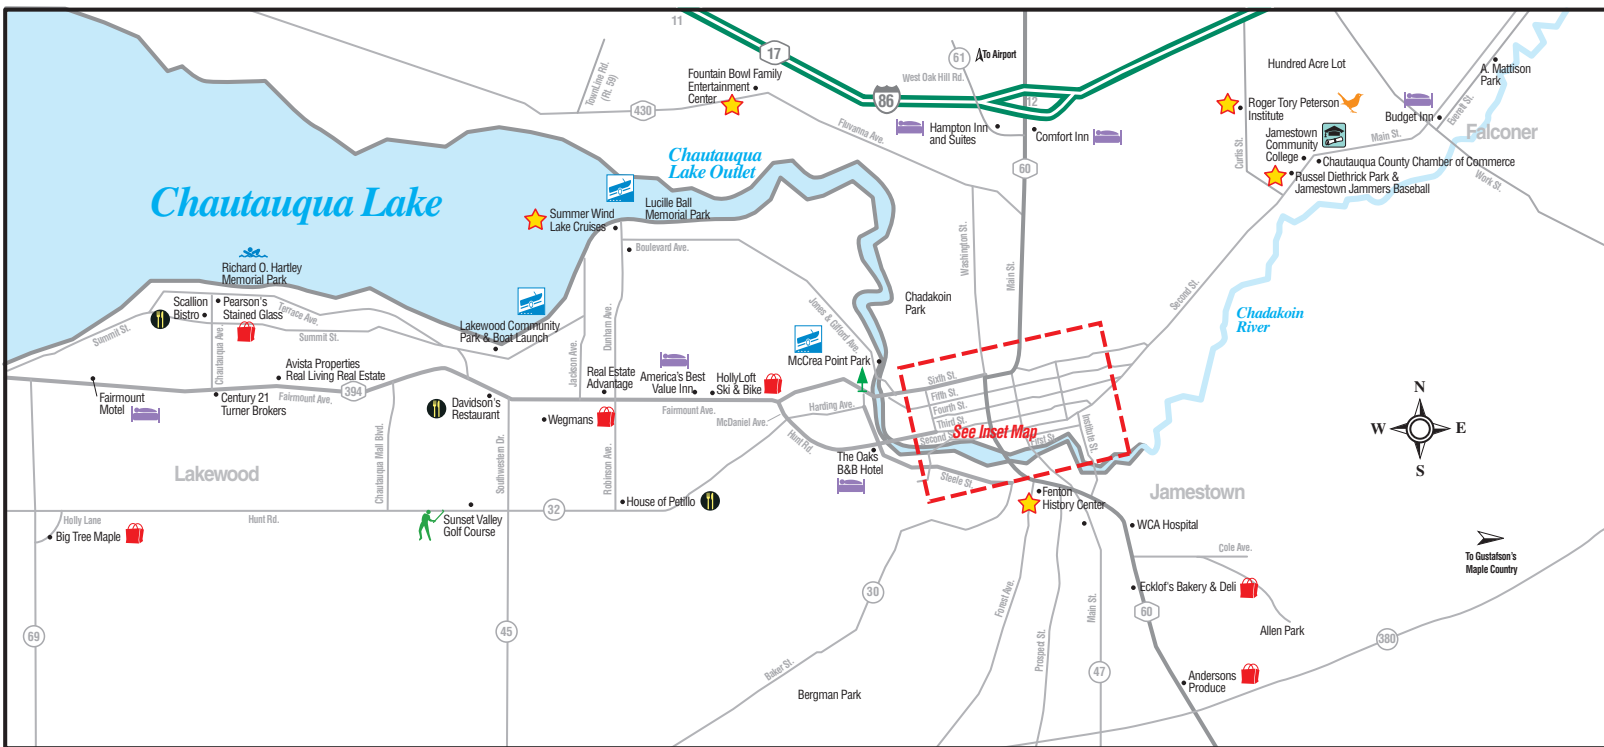 11
17
61
To Airport
West Oak Hill Rd.
Hundred Acre Lot
A. Mattison
Park
TownLine Rd.
(Rt. 59)
Fountain Bowl Family
Entertainment
Center
430
86
12
Roger Tory Peterson
Institute
Budget Inn
Everett St.
Falconer
Fluvanna Ave.
Hampton Inn
and Suites
Comfort Inn
Curtis St.
Jamestown
Community
College
Main St.
Chautauqua County Chamber of Commerce
Russel Diethrick Park &
Jamestown Jammers Baseball
Work St.
Chautauqua
Lake Outlet
60
Chautauqua Lake
Summer Wind
Lake Cruises
Lucille Ball
Memorial Park
Boulevard Ave.
Washington St.
Main St.
Richard O. Hartley
Memorial Park
Scallion
Bistro
Pearson's
Stained Glass
Terrace Ave.
Summit St.
Summit St.
Chautauqua Ave.
Lakewood Community
Park & Boat Launch
Jackson Ave.
Dunham Ave.
Jones & Gifford Ave.
Chadakoin
Park
Second St.
Chadakoin
River
McCrea Point Park
Avista Properties
Real Living Real Estate
Real Estate
Advantage
America's Best
Value Inn
HollyLoft
Ski & Bike
Fairmount
Motel
Century 21
Turner Brokers
Fairmount Ave.
394
Davidson's
Restaurant
Wegmans
Fairmount Ave.
McDaniel Ave.
Harding Ave.
Hunt Rd.
Sixth St.
Fifth St.
Fourth St.
Third St.
Second St.
First St.
Institute St.
See Inset Map
N
W
E
S
Lakewood
Chautauqua Mall Blvd.
Southwestern Dr.
Robinson Ave.
The Oaks
B&B Hotel
Steele St.
Fenton
History Center
Jamestown
WCA Hospital
House of Petillo
32
Holly Lane
Hunt Rd.
Big Tree Maple
Sunset Valley
Golf Course
Cole Ave.
To Gustafson's
Maple Country
Ecklof's Bakery & Deli
Allen Park
30
Forest Ave.
Prospect St.
Main St.
60
380
69
45
47
Baker St.
Bergman Park
Andersons
Produce